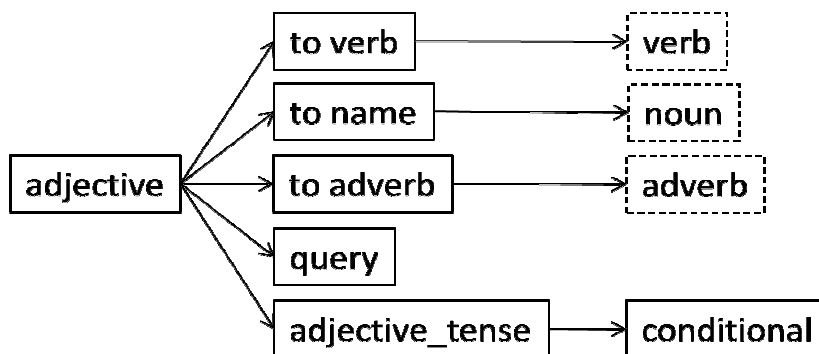 to verb
verb
to name
noun
adjective
to adverb
adverb
query
adjective_tense
conditional